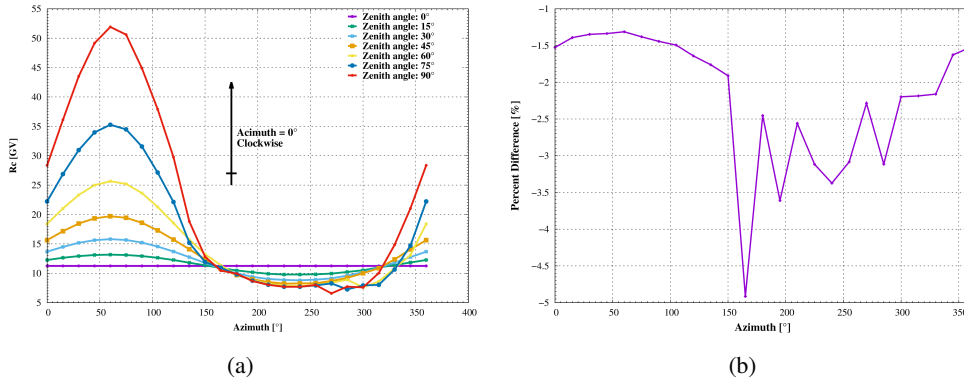 Zenith angle: 0°
Zenith angle: 15°
Zenith angle: 30°
Zenith angle: 45°
Zenith angle: 60°
Zenith angle: 75°
Zenith angle: 90°
Acimuth = 0°
Clockwise
55
50
45
40
35
30
25
20
15
10
5
Rc [GV]
0
50
100
150
200
250
300
350
400
Azimuth [°]
(a)
-1
-1.5
-2
-2.5
-3
-3.5
-4
-4.5
-5
Percent Difference [%]
0
50
100
150
200
250
300
350
Azimuth [°]
(b)